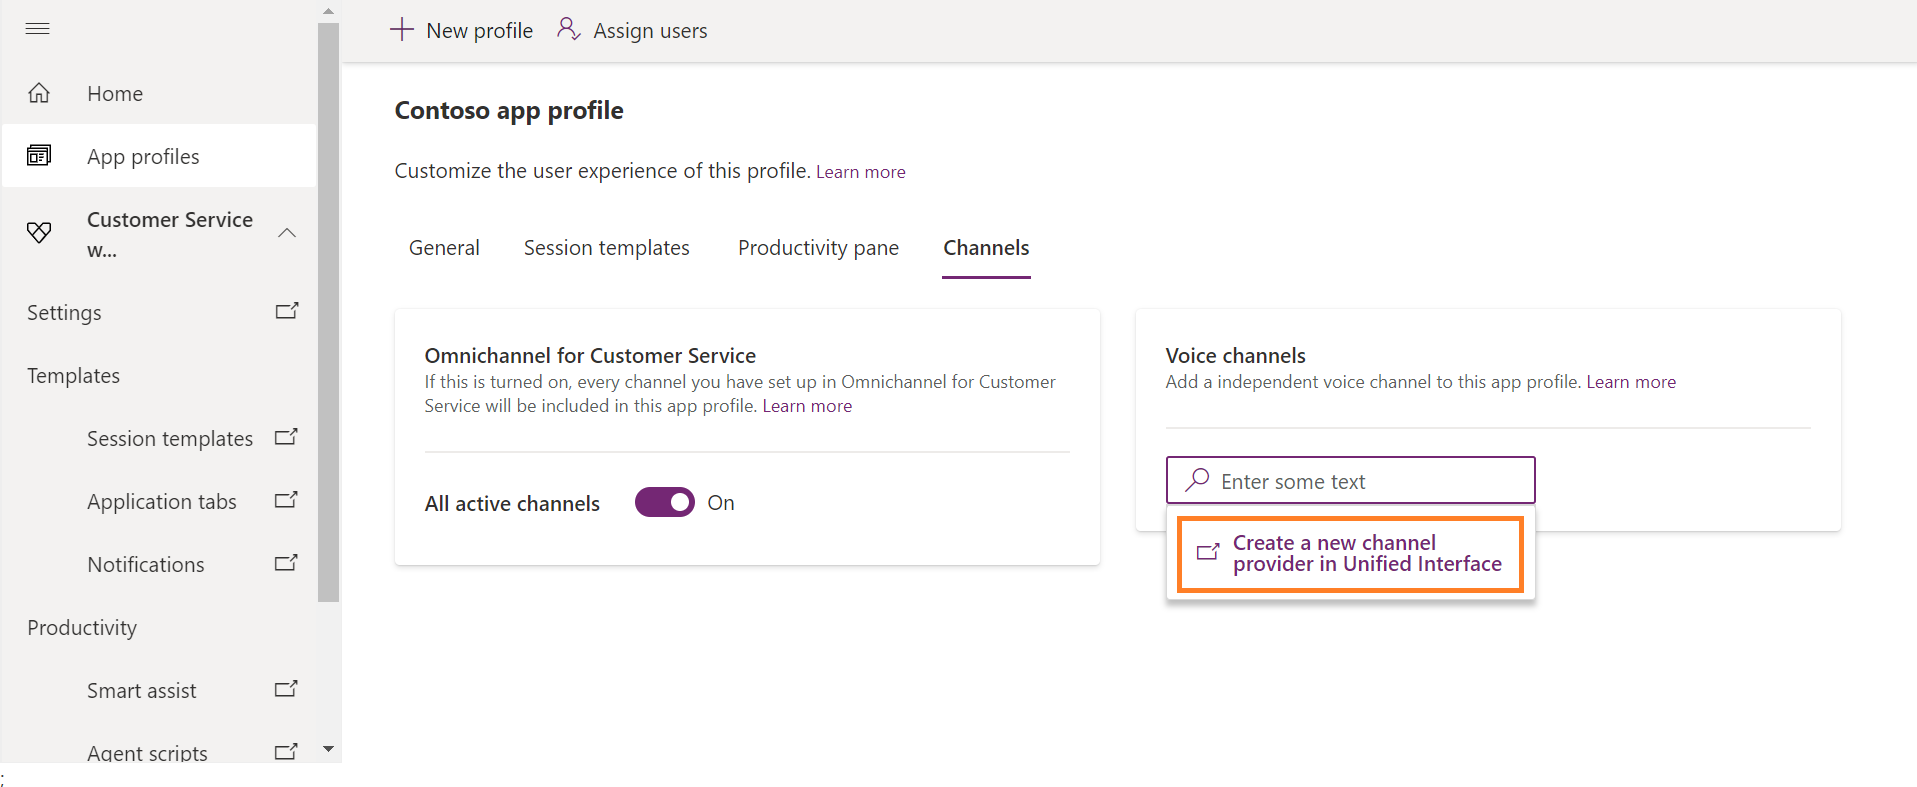 New profile
Assign users
Home
App profiles
Customer Service
w...
Settings
Templates
Session templates
Application tabs
Notifications
Productivity
Smart assist
Agent scripts
;
Contoso app profile
Customize the user experience of this profile. Learn more
General
Session templates
Productivity pane
Channels
Omnichannel for Customer Service
If this is turned on, every channel you have set up in Omnichannel for Customer
Service will be included in this app profile. Learn more
All active channels
On
Voice channels
Add a independent voice channel to this app profile. Learn more
Enter some text
Create a new channel
provider in Unified Interface